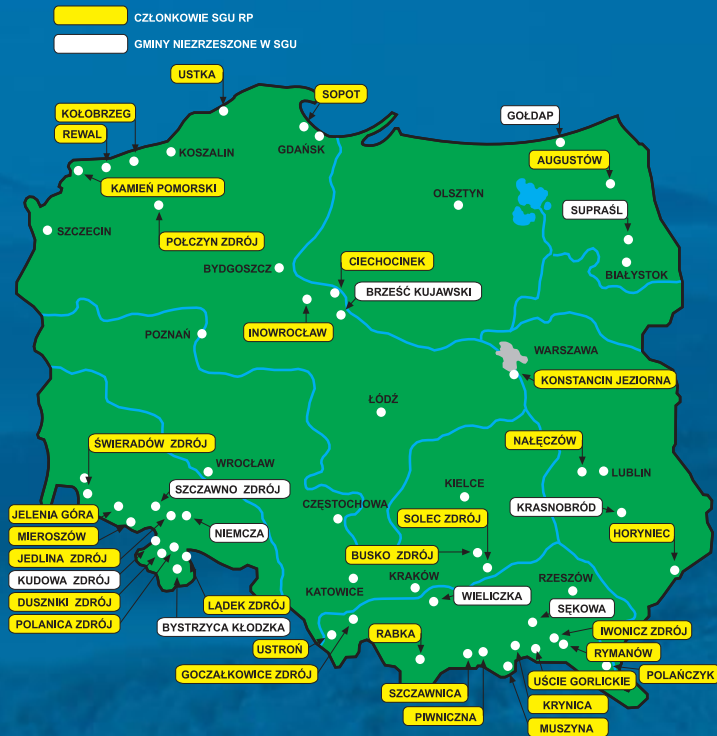 CZŁONKOWIE SGU RP
GMINY NIEZRZESZONE W SGU
USTKA
SOPOT
KOŁOBRZEG
GOŁDAP
REWAL
KOSZALIN
GDAŃSK
AUGUSTÓW
KAMIEŃ POMORSKI
OLSZTYN
SUPRAŚL
SZCZECIN
POŁCZYN ZDRÓJ
CIECHOCINEK
BYDGOSZCZ
BIAŁYSTOK
BRZEŚĆ KUJAWSKI
INOWROCŁAW
POZNAŃ
WARSZAWA
KONSTANCIN JEZIORNA
ŁÓDŹ
ŚWIERADÓW ZDRÓJ
NAŁĘCZÓW
WROCŁAW
LUBLIN
SZCZAWNO ZDRÓJ
KIELCE
CZĘSTOCHOWA
KRASNOBRÓD
JELENIA GÓRA
SOLEC ZDRÓJ
MIEROSZÓW
NIEMCZA
HORYNIEC
JEDLINA ZDRÓJ
BUSKO ZDRÓJ
KUDOWA ZDRÓJ
KRAKÓW
RZESZÓW
KATOWICE
WIELICZKA
DUSZNIKI ZDRÓJ
LĄDEK ZDRÓJ
SĘKOWA
POLANICA ZDRÓJ
BYSTRZYCA KŁODZKA
IWONICZ ZDRÓJ
RABKA
USTROŃ
RYMANÓW
GOCZAŁKOWICE ZDRÓJ
POLAŃCZYK
UŚCIE GORLICKIE
SZCZAWNICA
KRYNICA
PIWNICZNA
MUSZYNA